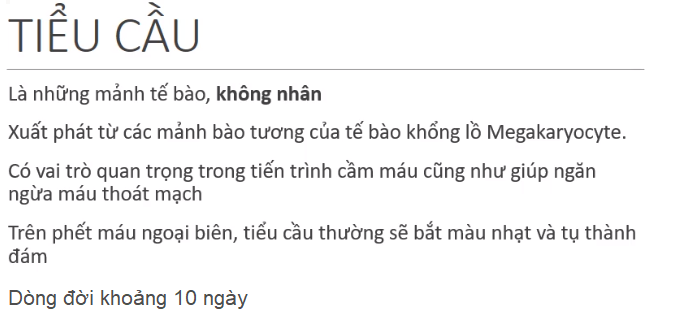 TIỂU CẦU
Là những mảnh tế bào, không nhân
Xuất phát từ các mảnh bào tương của tế bào khổng lồ Megakaryocyte.
Có vai trò quan trọng trong tiến trình cầm máu cũng như giúp ngăn
ngừa máu thoát mạch
Trên phết máu ngoại biên, tiểu cầu thường sẽ bắt màu nhạt và tụ thành
đám
Dòng đời khoảng 10 ngày